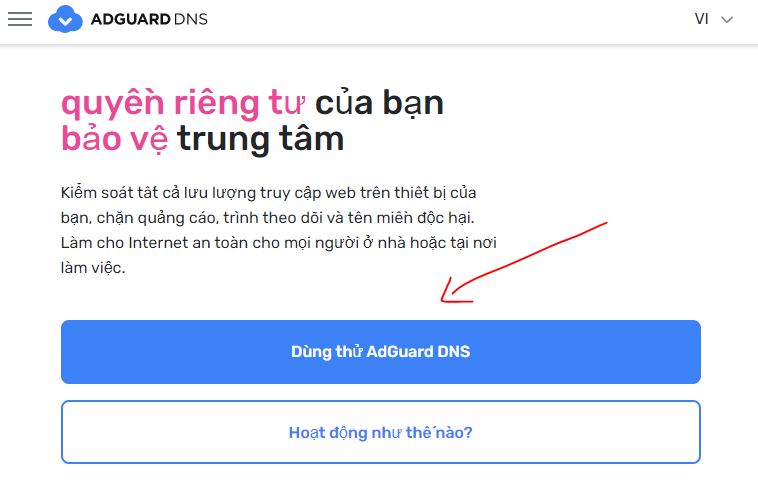 ADGUARD DNS
VI
quyền riêng tư của bạn
bảo vệ trung tâm
Kiểm soát tất cả lưu lượng truy cập web trên thiết bị của
bạn, chặn quảng cáo, trình theo dõi và tên miền độc hại.
Làm cho Internet an toàn cho mọi người ở nhà hoặc tại nơi
làm việc.
Dùng thử AdGuard DNS
Hoạt động như thế nào?